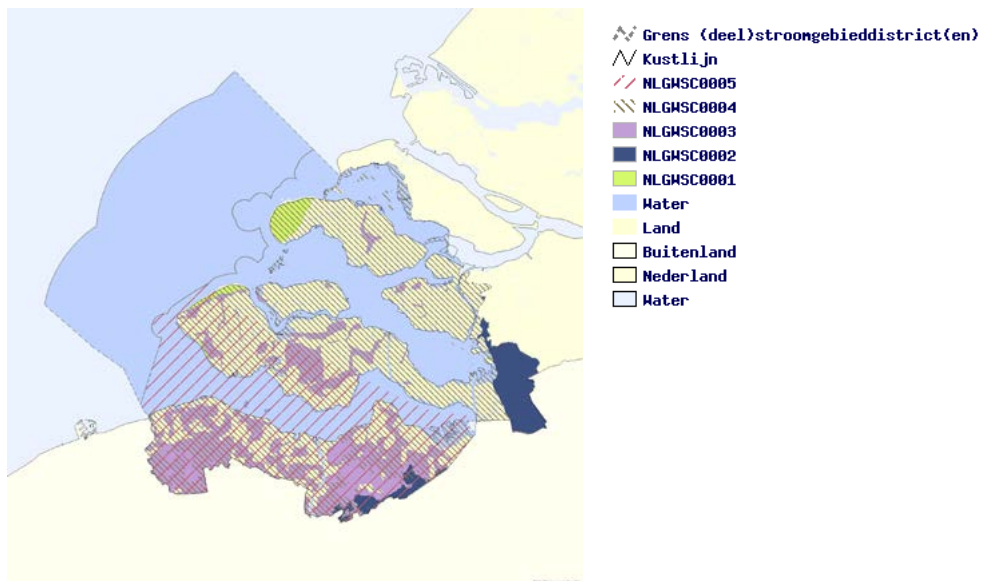 Grens (deel)stroomgebieddistrict(en)
Kustlijn
NLGWSC0005
NLGWSC0004
NLGWSC0003
NLGWSC0002
NLGWSC0001
Water
Land
Buitenland
Nederland
Water